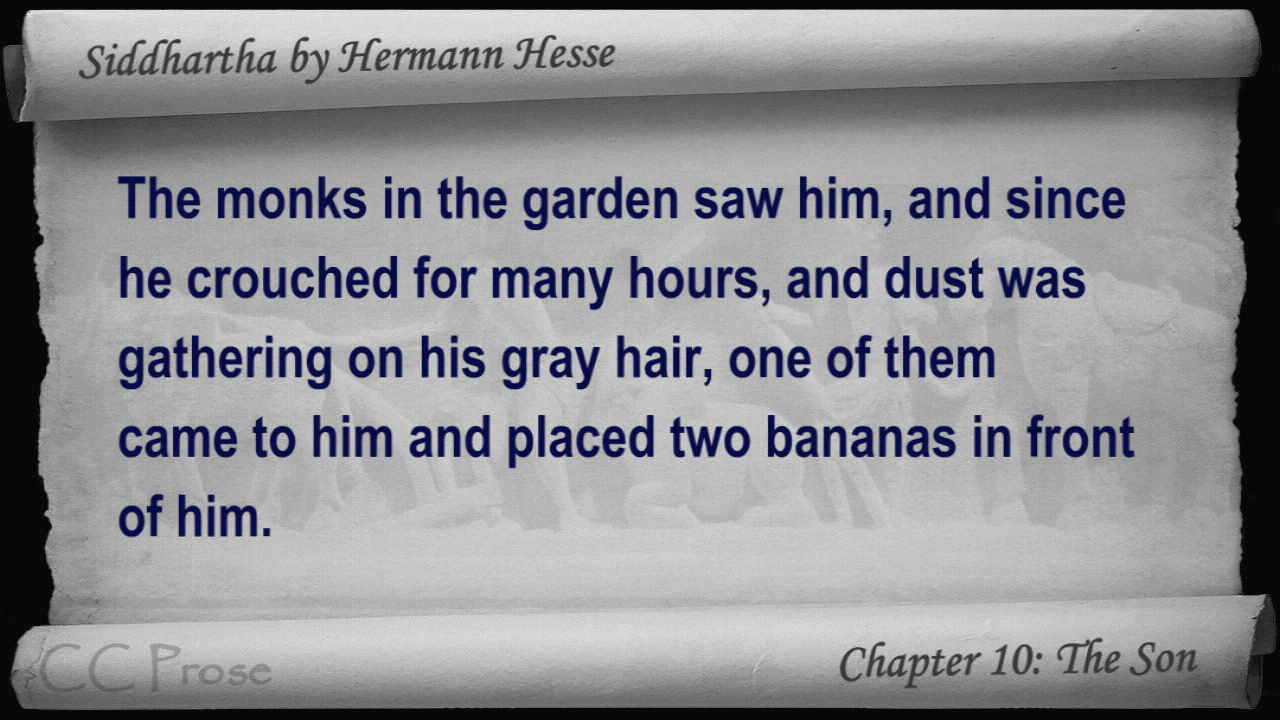 Siddhartha by Hermann Hesse
The monks in the garden saw him, and since
he crouched for many hours, and dust was
gathering on his gray hair, one of them
came to him and placed two bananas in front
of him.
CC Prose
Chapter 10: The Son